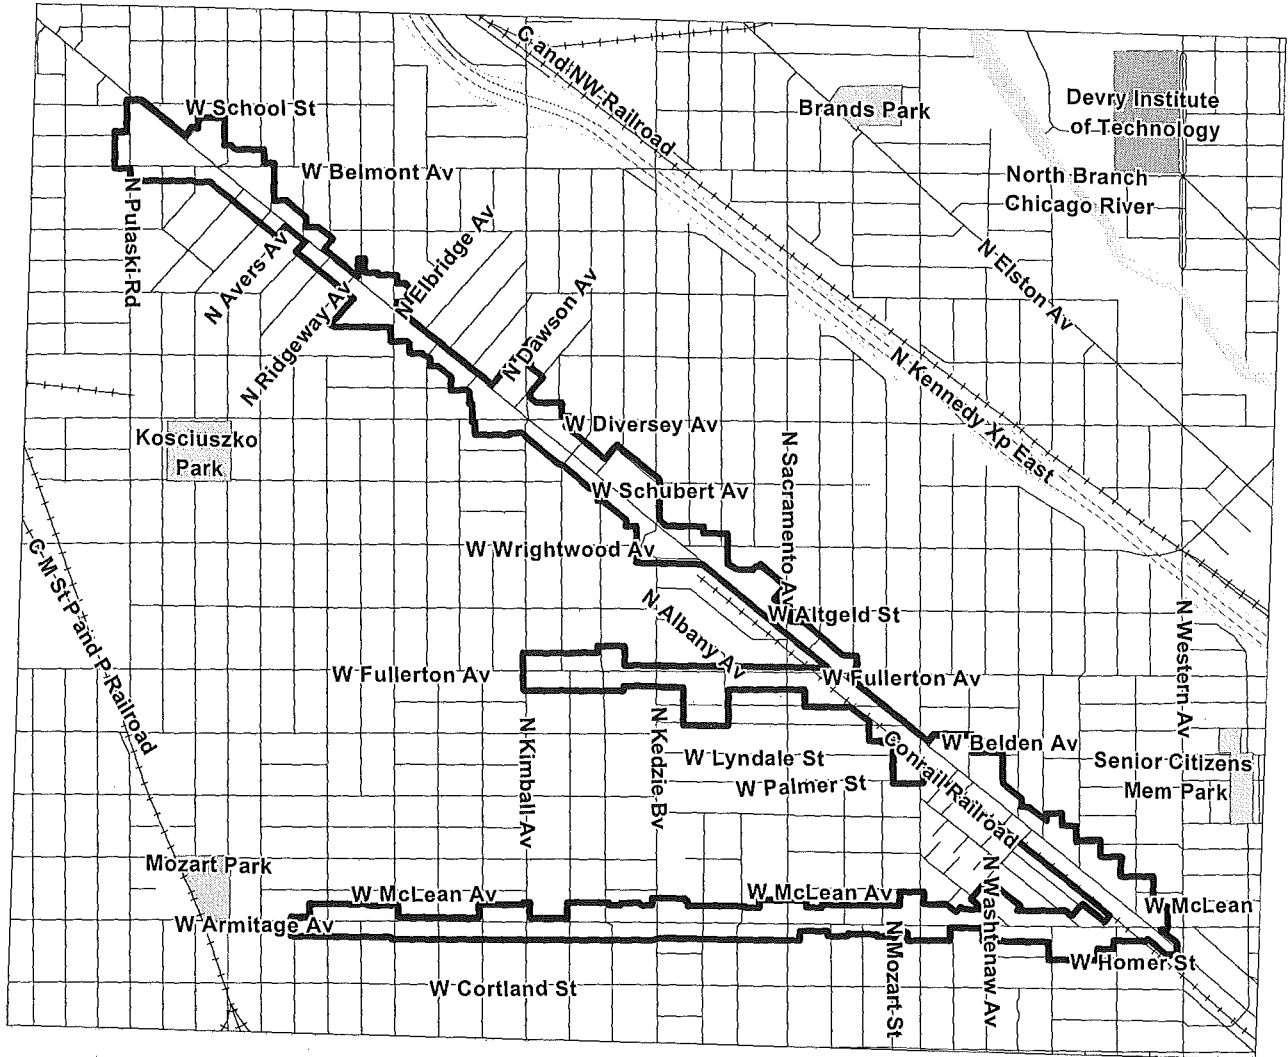 C and NW Railroad
W School St
Brands Park
Devry Institute
of Technology
W Belmont Av
North Branch
Chicago River
N Pulaski Rd
N Avers Av
N Elbridge Av
N Elston Av
N Ridgeway Av
N Dawson Av
N Kennedy Xp East
Kosciuszko
Park
W Diversey Av
N Sacramento Av
W Schubert Av
W Wrightwood Av
C M St P and P Railroad
N Albany Av
W Altgeld St
N Western Av
W Fullerton Av
W Fullerton Av
N Kimball Av
N Kedzie Bv
W Lyndale St
W Palmer St
Conrail Railroad
W Belden Av
Senior Citizens
Mem Park
Mozart Park
W McLean Av
W McLean Av
N Washtenaw Av
W McLean
W Armitage Av
N Mozart St
W Homer St
W Cortland St